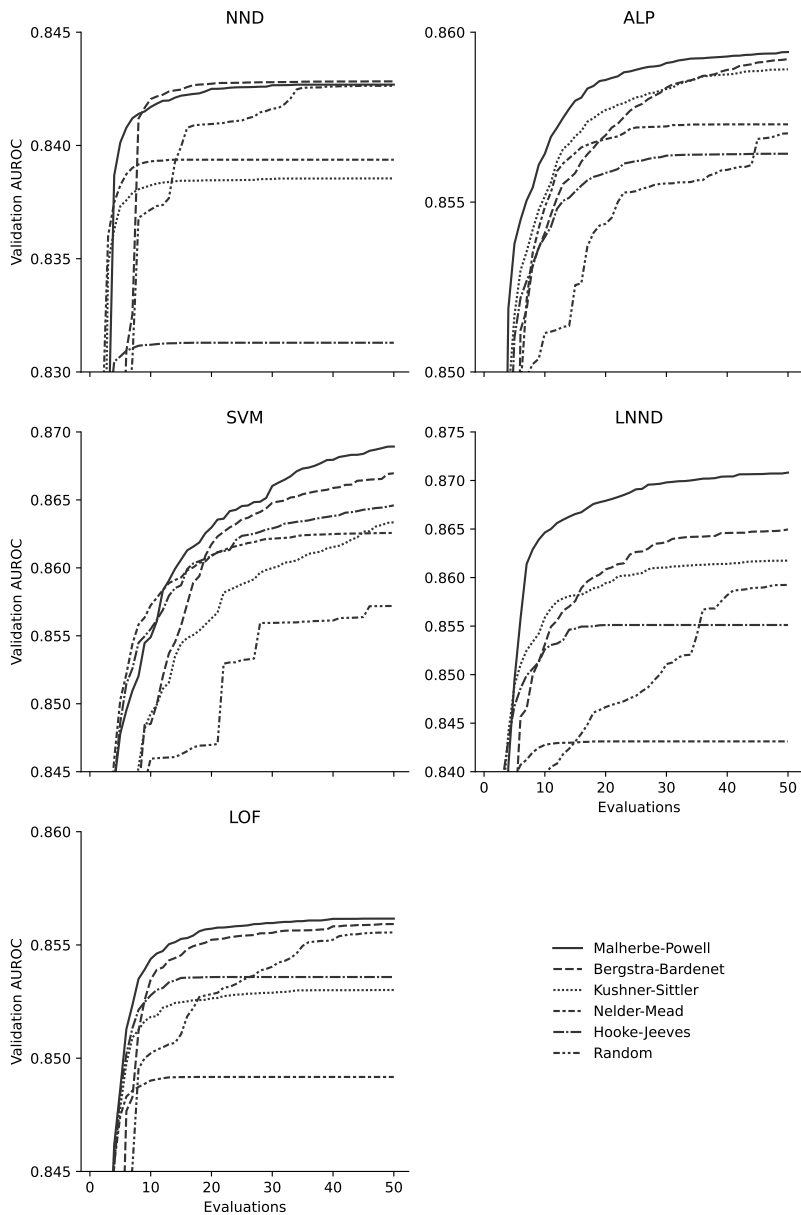 NND
0.845
0.840
0.835
0.830
Validation AUROC
ALP
0.860
0.855
0.850
SVM
0.870
0.865
0.860
0.855
0.850
0.845
Validation AUROC
LNND
0.875
0.870
0.865
0.860
0.855
0.850
0.845
0.840
0 10 20 30 40 50
Evaluations
LOF
0.860
0.855
0.850
0.845
Validation AUROC
0 10 20 30 40 50
Evaluations
Malherbe-Powell
Bergstra-Bardenet
Kushner-Sittler
Nelder-Mead
Hooke-Jeeves
Random